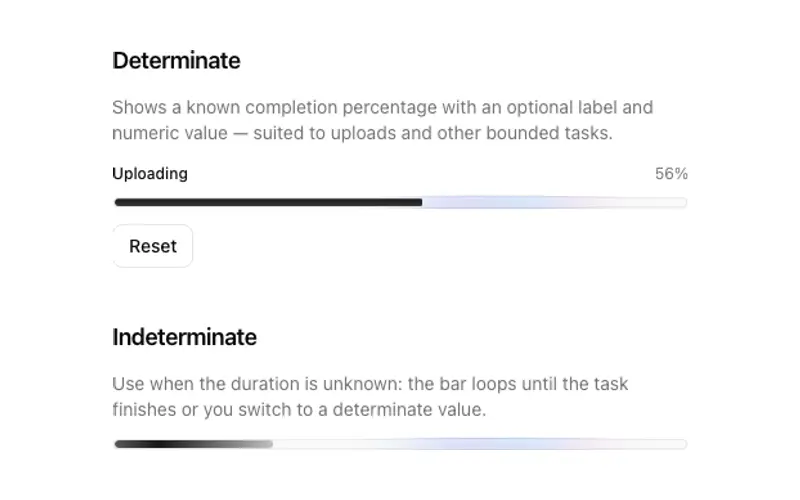 Determinate
Shows a known completion percentage with an optional label and
numeric value — suited to uploads and other bounded tasks.
Uploading 56%
Reset
Indeterminate
Use when the duration is unknown: the bar loops until the task
finishes or you switch to a determinate value.